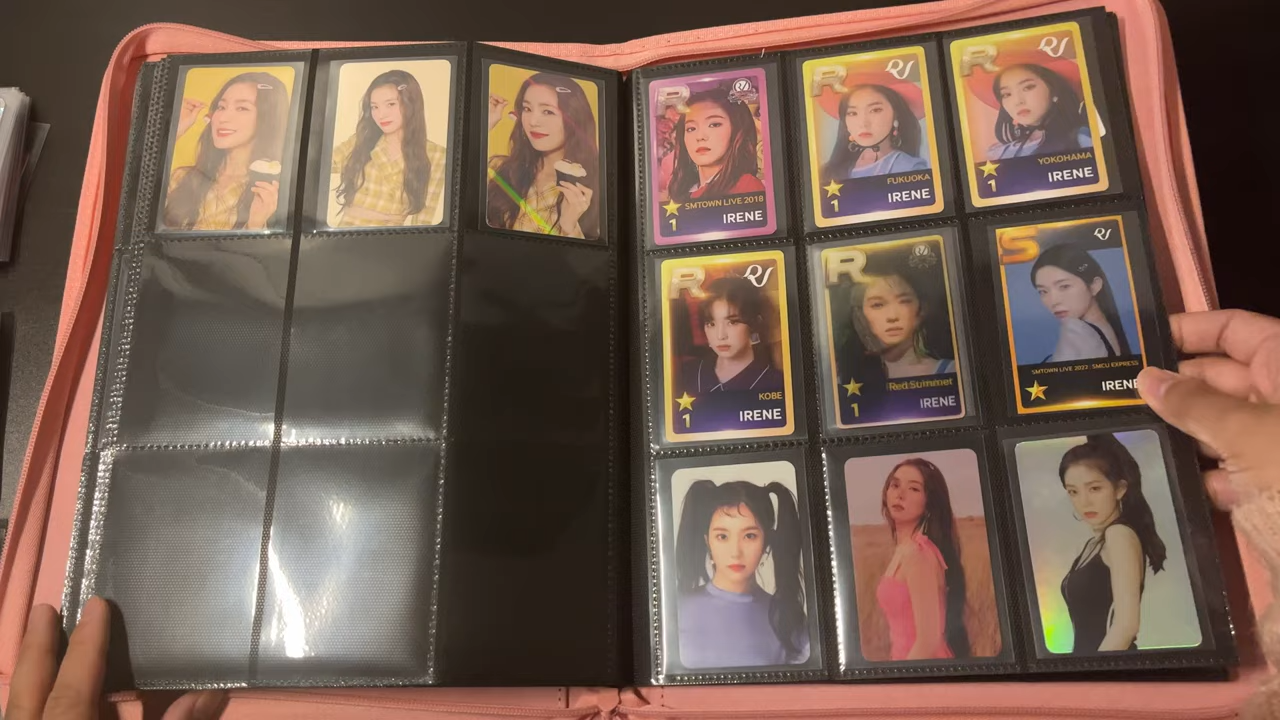 R
SMTOWN LIVE 2018
1
IRENE
R
FUKUOKA
1
IRENE
R
YOKOHAMA
1
IRENE
R
KOBE
1
IRENE
R
Red Summer
1
IRENE
S
SMTOWN LIVE 2022 : SMCU EXPRESS
IRENE